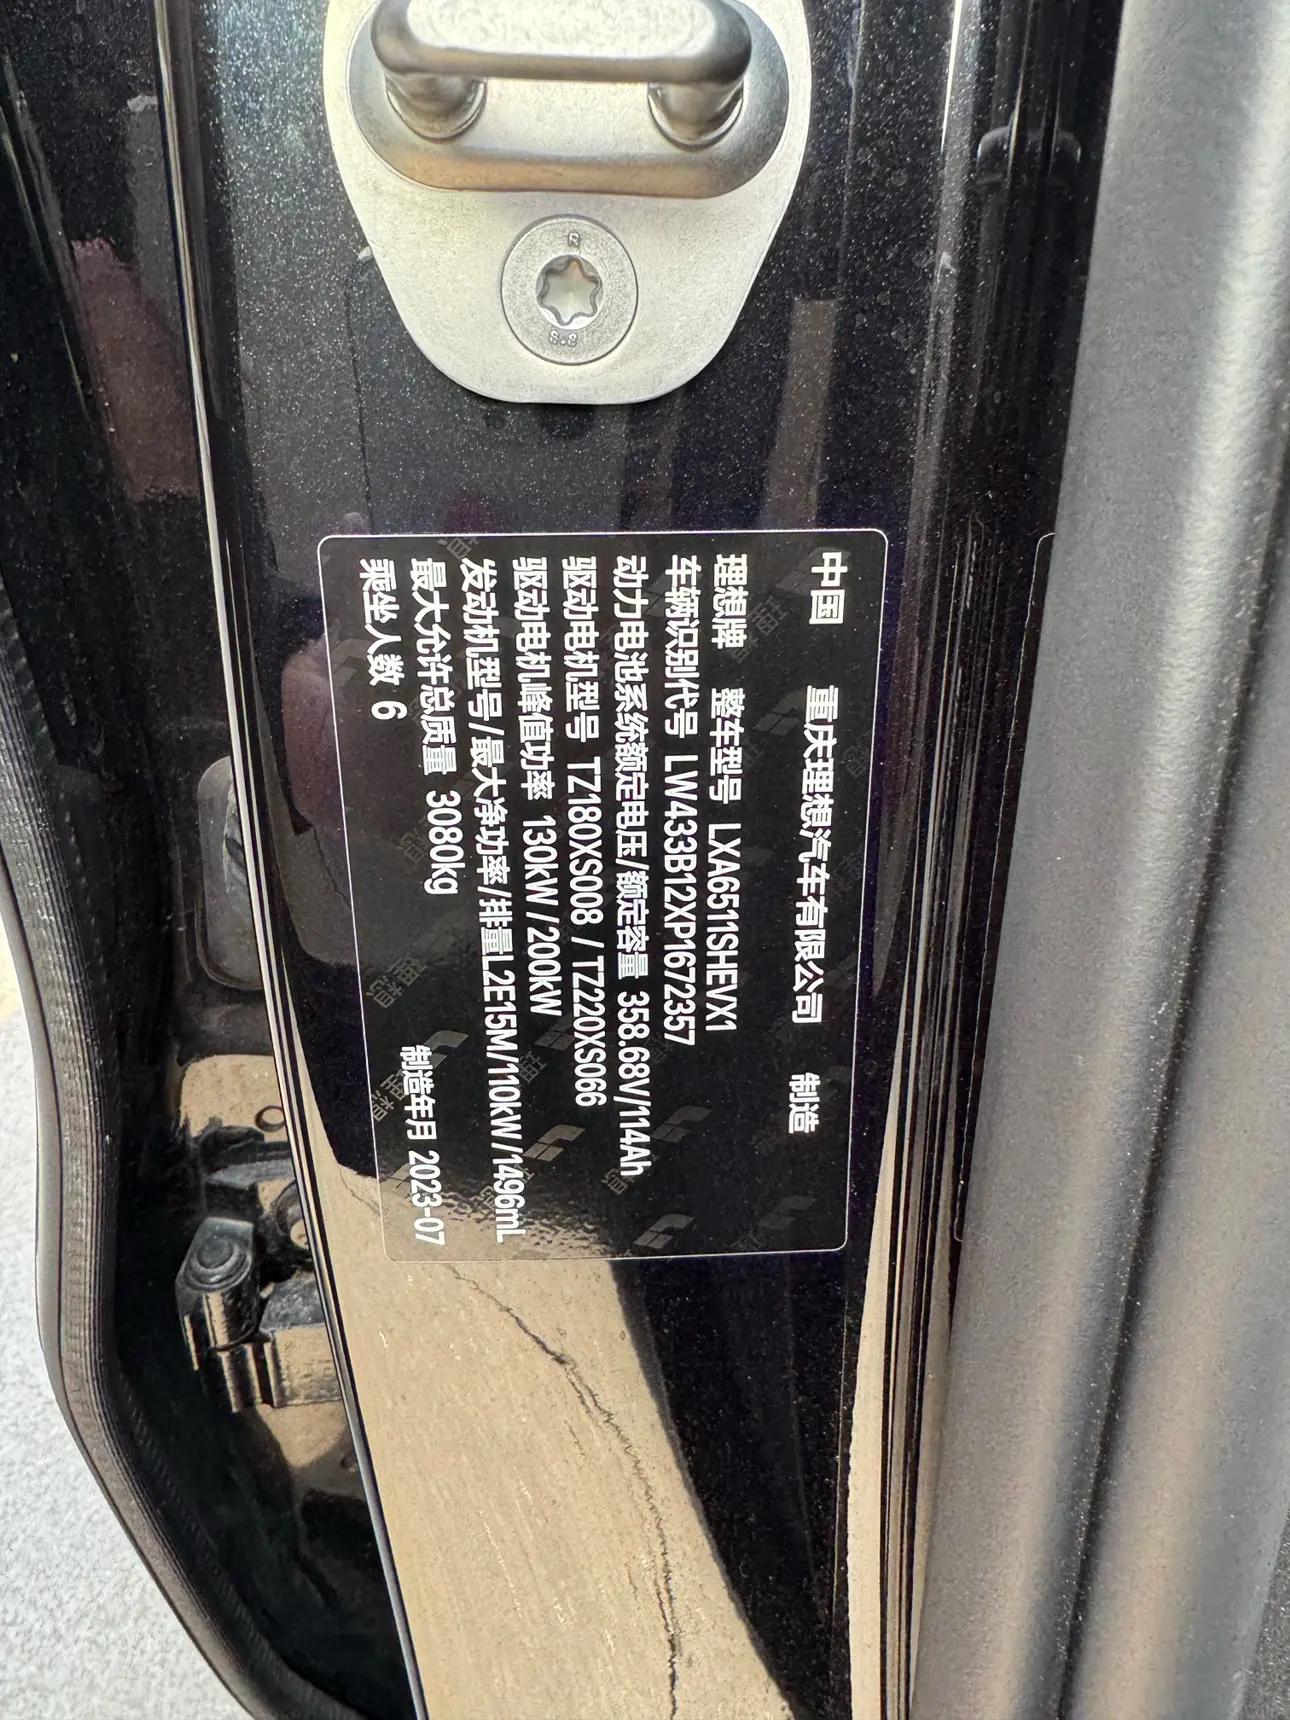 中国 重庆理想汽车有限公司 制造
理想牌 整车型号 LXA6511SHEVX1
车辆识别代号 LW433B12XP1672357
动力电池系统额定电压/额定容量 358.68V/114Ah
驱动电机型号 TZ180XS008 / TZ220XS066
驱动电机峰值功率 130kW / 200kW
发动机型号/最大净功率/排量L2E15M/110kW/1496mL
最大允许总质量 3080kg
乘坐人数 6 制造年月 2023-07
8.8